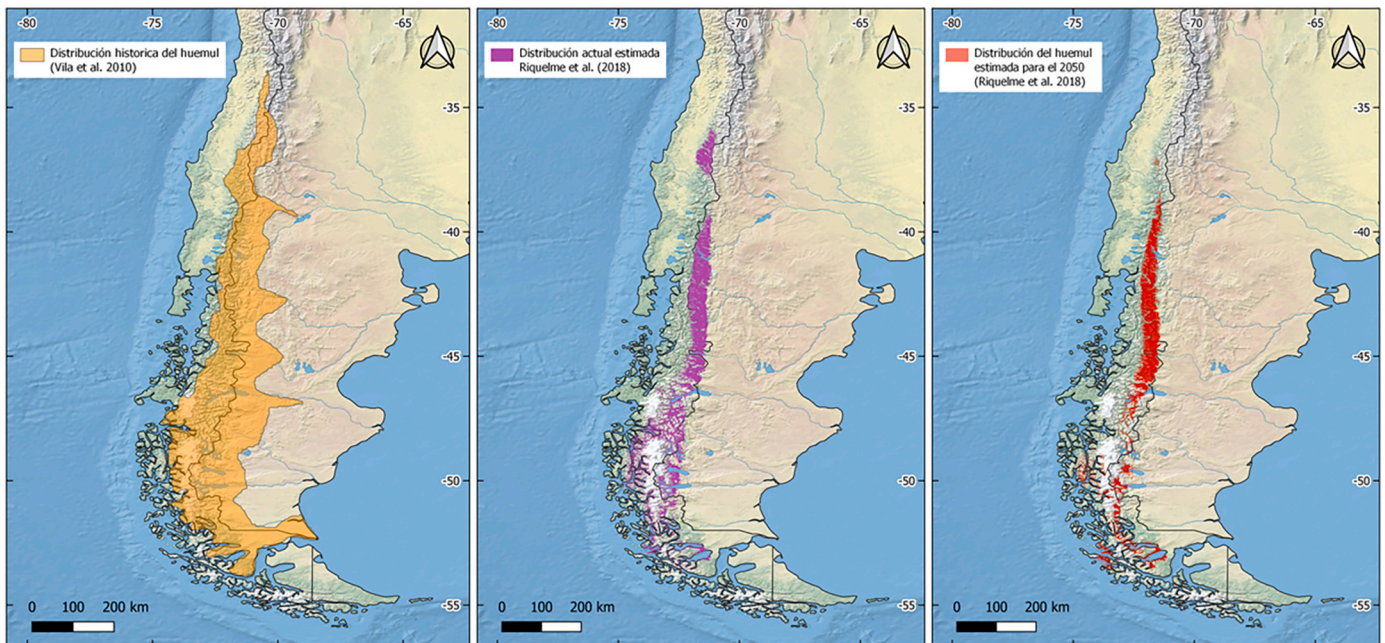 -80
-75
-70
-65
Distribución historica del huemul
(Vila et al. 2010)
-35
-40
-45
-50
-55
0 100 200 km
-80
-75
-70
-65
Distribución actual estimada
Riquelme et al. (2018)
-35
-40
-45
-50
-55
0 100 200 km
-80
-75
-70
-65
Distribución del huemul
estimada para el 2050
(Riquelme et al. 2018)
-35
-40
-45
-50
-55
0 100 200 km